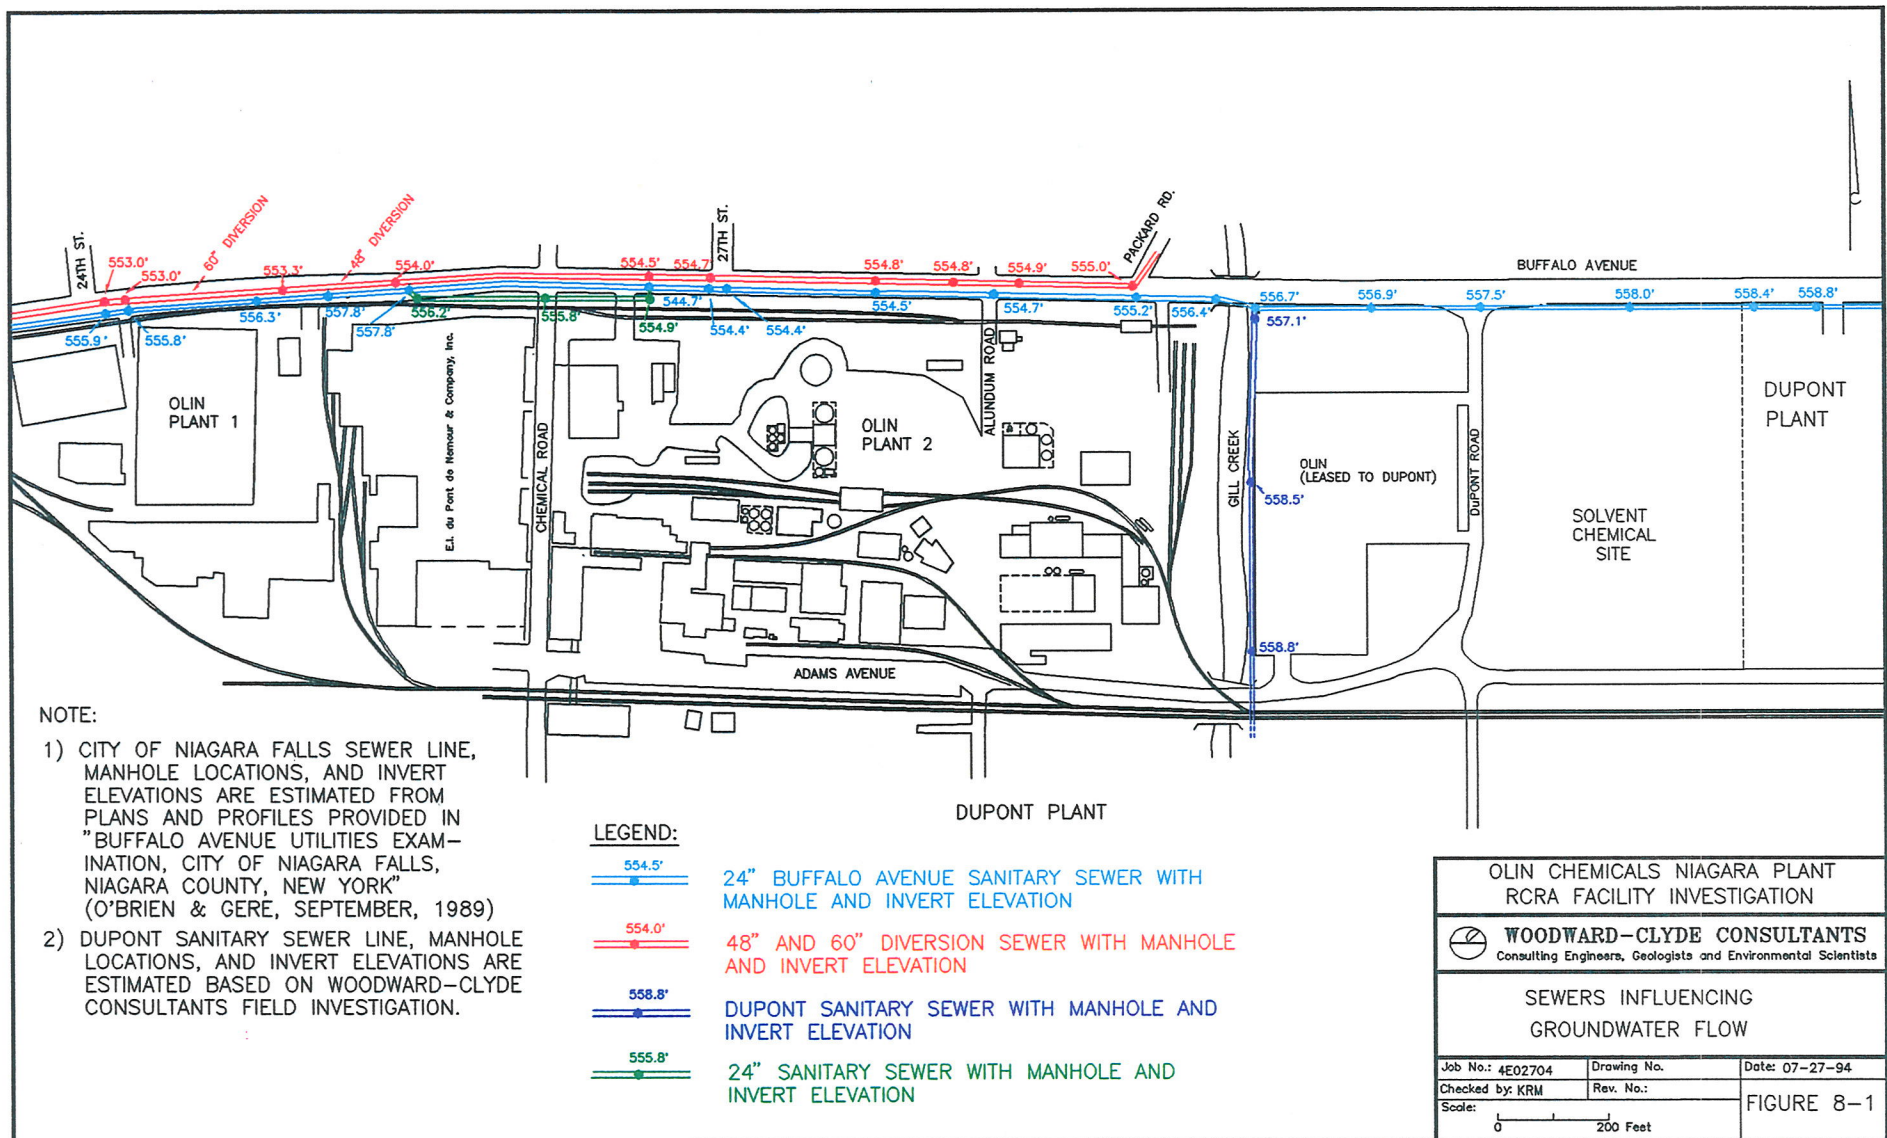 24TH ST.
553.0'
553.0'
60" DIVERSION
553.3'
48" DIVERSION
554.0'
554.5'
554.7'
27TH ST.
554.8'
554.8'
554.9'
555.0'
PACKARD RD.
BUFFALO AVENUE
555.9'
555.8'
556.3'
557.8'
557.8'
556.2'
555.8'
554.9'
544.7'
554.4'
554.4'
554.5'
554.7'
555.2'
556.4'
556.7'
557.1'
556.9'
557.5'
558.0'
558.4'
558.8'
OLIN
PLANT 1
E.I. du Pont de Nemour & Company, Inc.
CHEMICAL ROAD
OLIN
PLANT 2
ALUNDUM ROAD
GILL CREEK
558.5'
558.8'
OLIN
(LEASED TO DUPONT)
DuPONT ROAD
SOLVENT
CHEMICAL
SITE
DUPONT
PLANT
ADAMS AVENUE
DUPONT PLANT
NOTE:
1) CITY OF NIAGARA FALLS SEWER LINE,
MANHOLE LOCATIONS, AND INVERT
ELEVATIONS ARE ESTIMATED FROM
PLANS AND PROFILES PROVIDED IN
"BUFFALO AVENUE UTILITIES EXAM-
INATION, CITY OF NIAGARA FALLS,
NIAGARA COUNTY, NEW YORK"
(O'BRIEN & GERE, SEPTEMBER, 1989)
2) DUPONT SANITARY SEWER LINE, MANHOLE
LOCATIONS, AND INVERT ELEVATIONS ARE
ESTIMATED BASED ON WOODWARD-CLYDE
CONSULTANTS FIELD INVESTIGATION.
LEGEND:
554.5'
24" BUFFALO AVENUE SANITARY SEWER WITH
MANHOLE AND INVERT ELEVATION
554.0'
48" AND 60" DIVERSION SEWER WITH MANHOLE
AND INVERT ELEVATION
558.8'
DUPONT SANITARY SEWER WITH MANHOLE AND
INVERT ELEVATION
555.8'
24" SANITARY SEWER WITH MANHOLE AND
INVERT ELEVATION
OLIN CHEMICALS NIAGARA PLANT
RCRA FACILITY INVESTIGATION
WOODWARD-CLYDE CONSULTANTS
Consulting Engineers, Geologists and Environmental Scientists
SEWERS INFLUENCING
GROUNDWATER FLOW
Job No.: 4E02704
Drawing No.
Date: 07-27-94
Checked by: KRM
Rev. No.:
Scale:
0 200 Feet
FIGURE 8-1